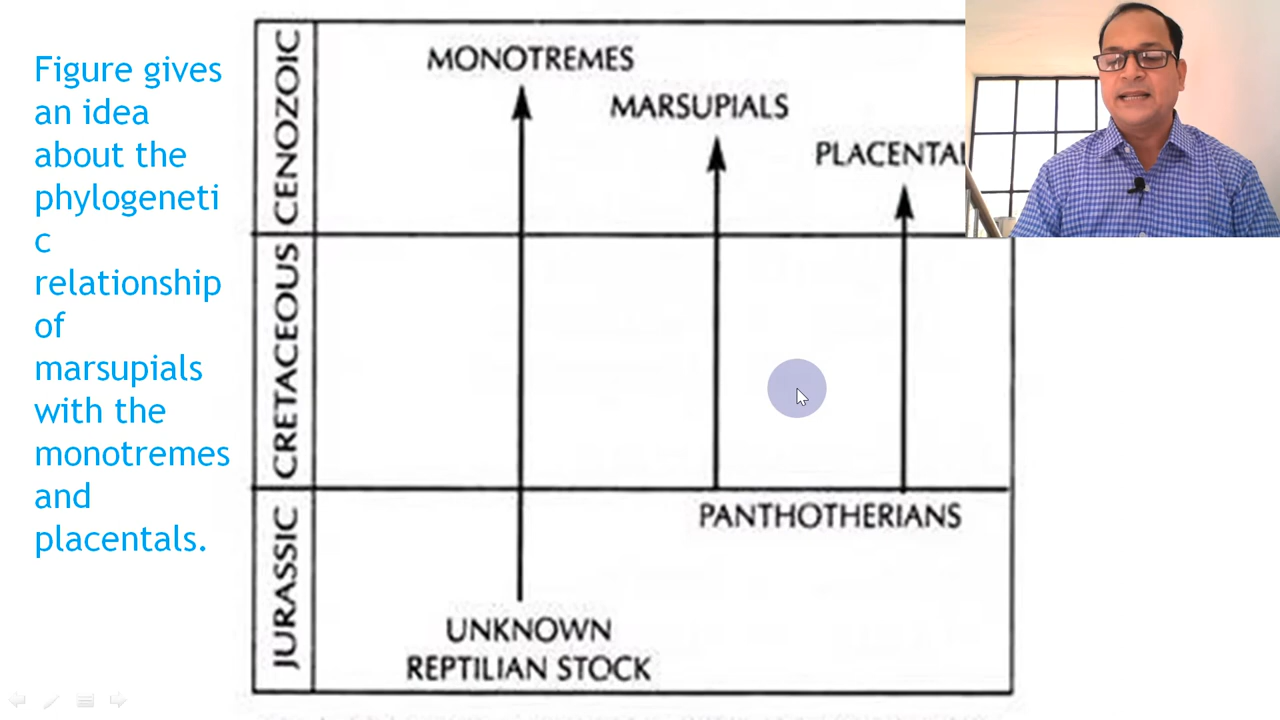 Figure gives
an idea
about the
phylogeneti
c
relationship
of
marsupials
with the
monotremes
and
placentals.
CENOZOIC
MONOTREMES
MARSUPIALS
PLACENTAL
CRETACEOUS
JURASSIC
PANTHOTHERIANS
UNKNOWN
REPTILIAN STOCK